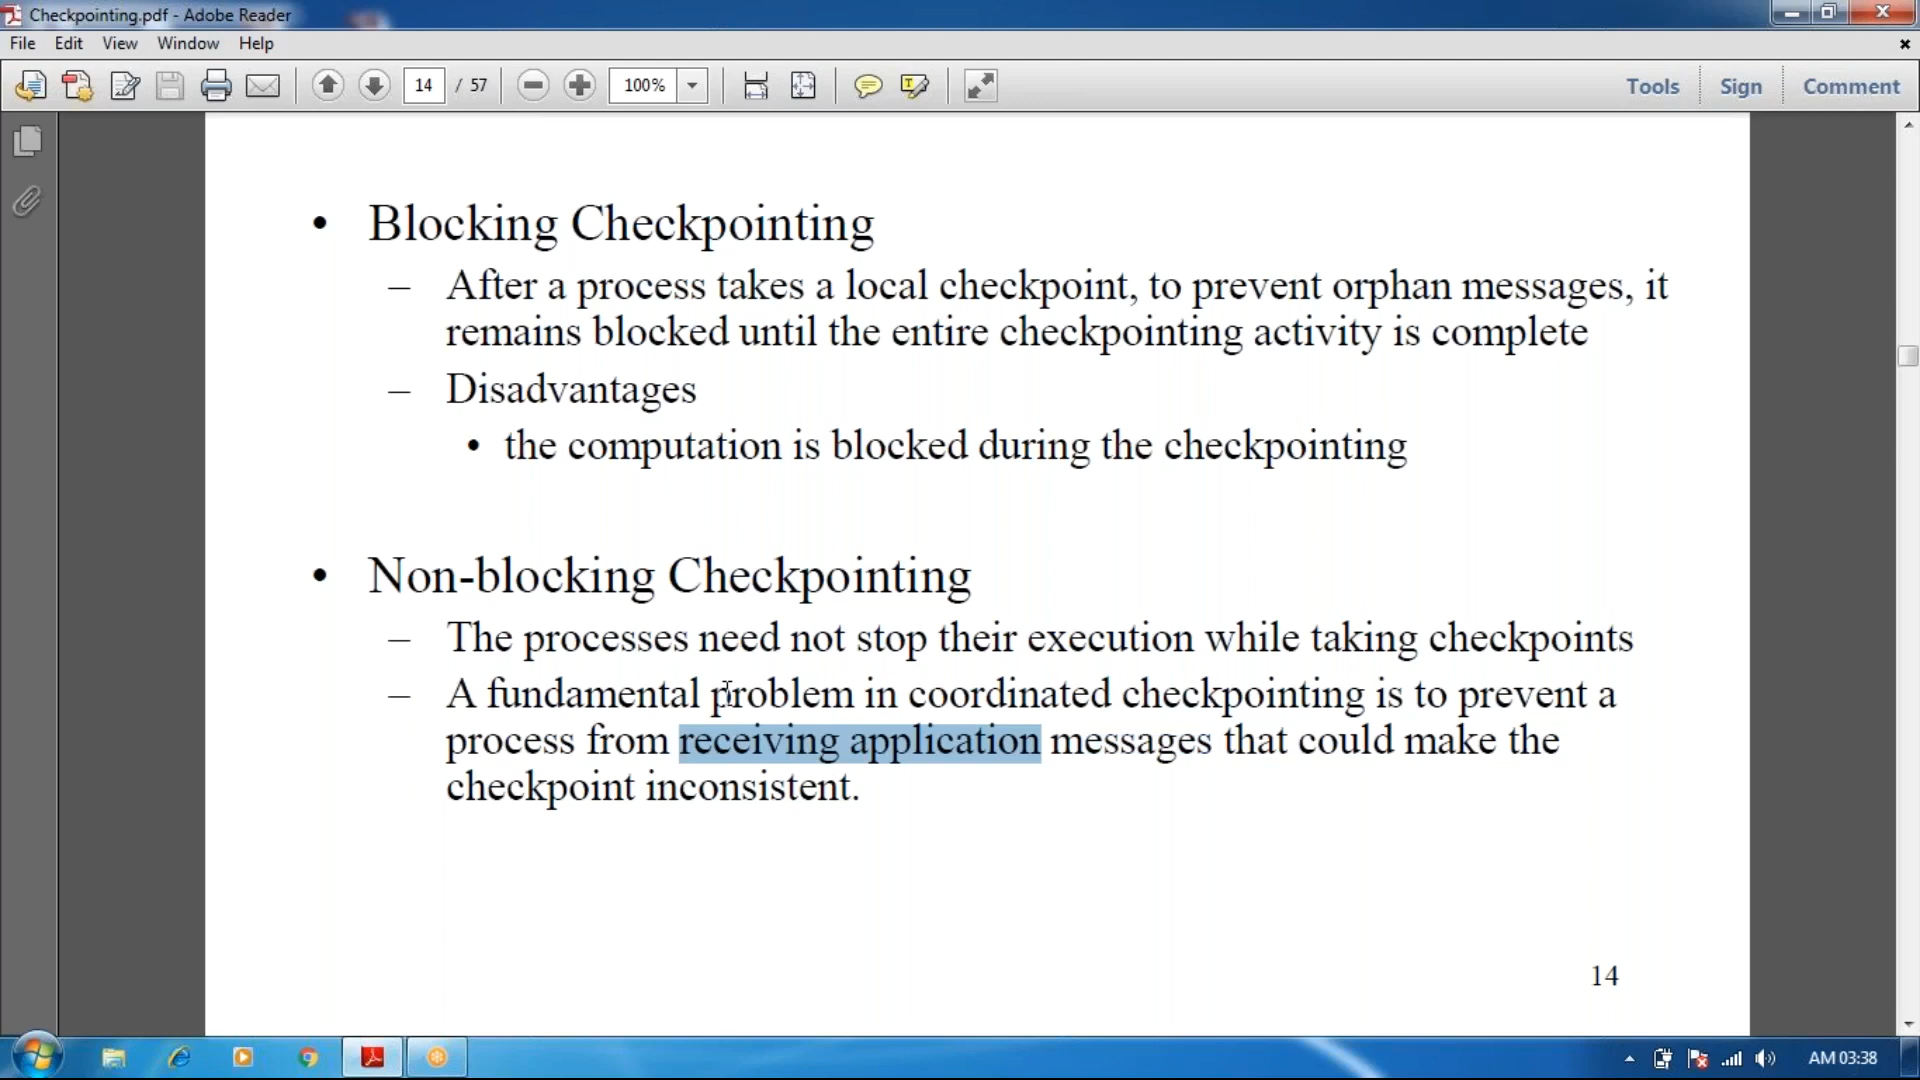 Checkpointing.pdf - Adobe Reader
File Edit View Window Help
14 / 57 100% Tools Sign Comment
• Blocking Checkpointing
– After a process takes a local checkpoint, to prevent orphan messages, it
remains blocked until the entire checkpointing activity is complete
– Disadvantages
• the computation is blocked during the checkpointing
• Non-blocking Checkpointing
– The processes need not stop their execution while taking checkpoints
– A fundamental problem in coordinated checkpointing is to prevent a
process from receiving application messages that could make the
checkpoint inconsistent.
14
AM 03:38